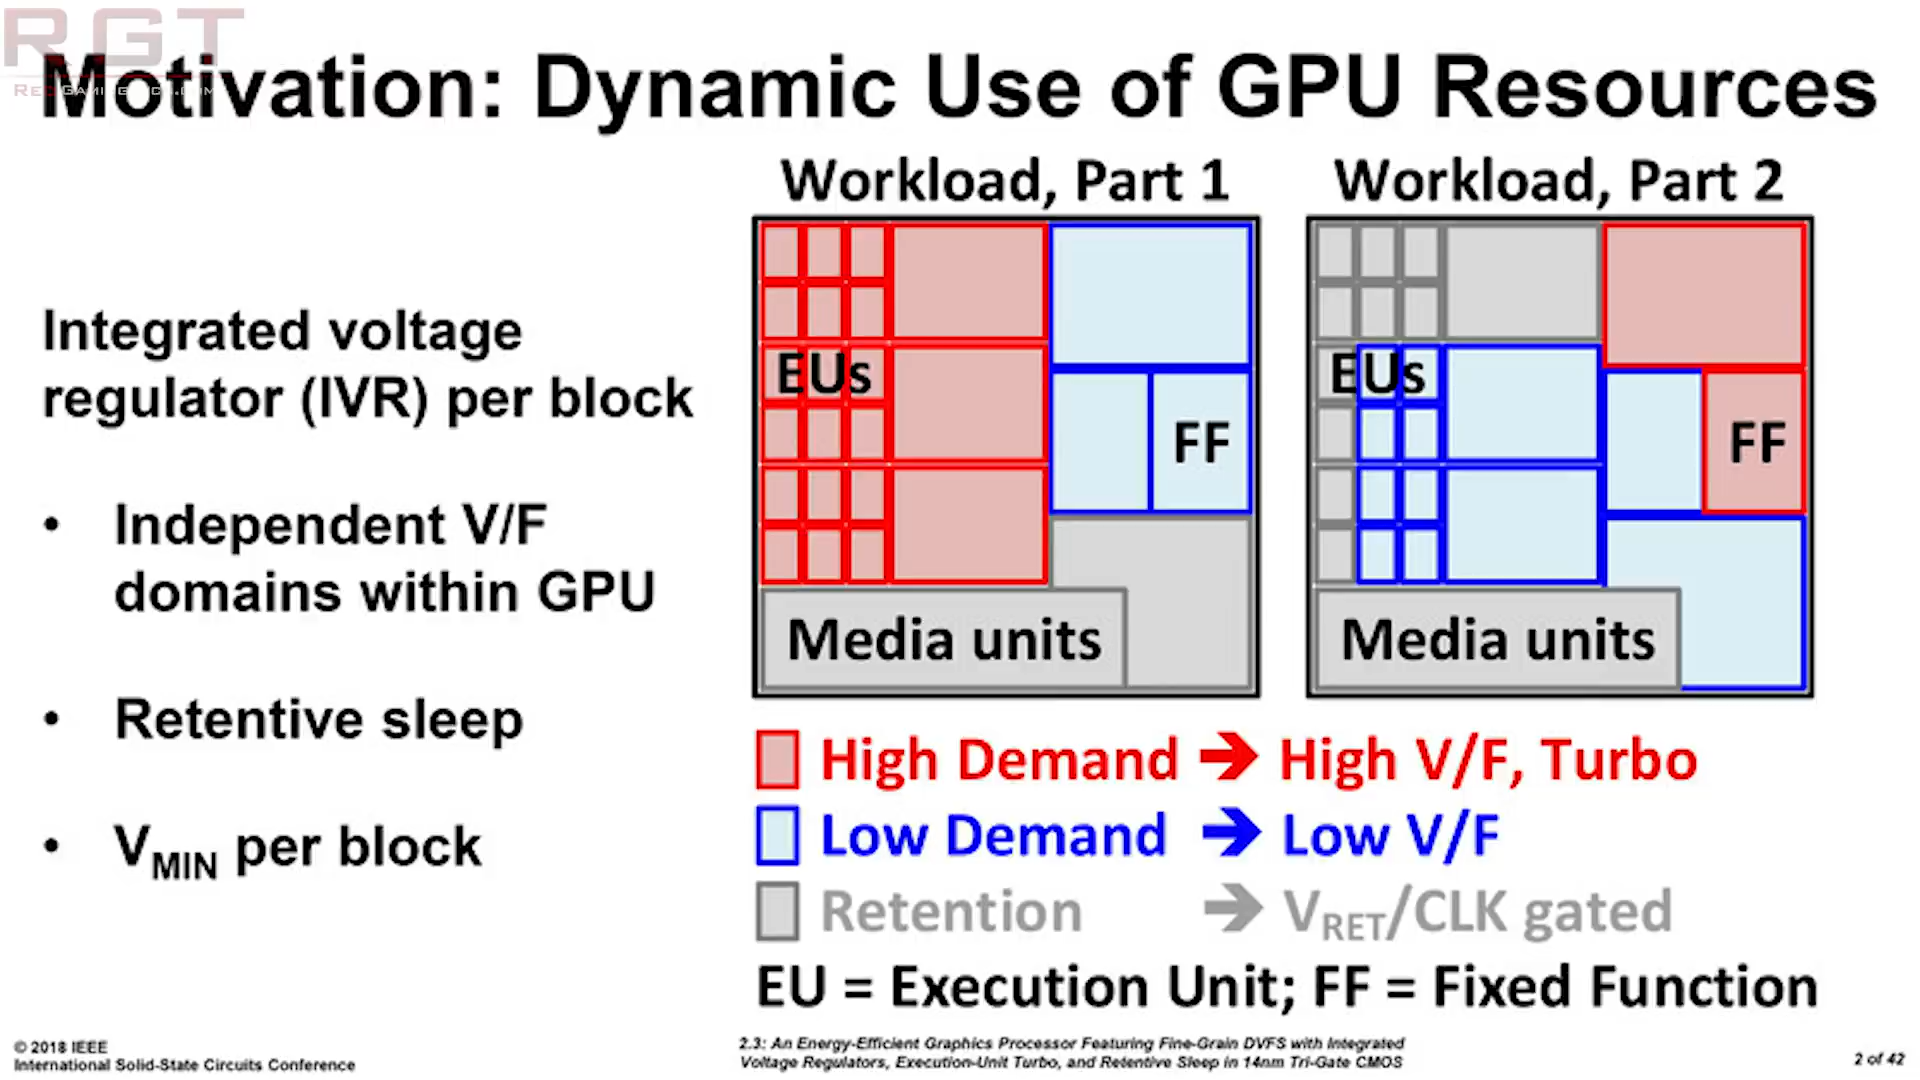 RGT
RedGamingTech.com
Motivation: Dynamic Use of GPU Resources
Integrated voltage
regulator (IVR) per block
• Independent V/F
domains within GPU
• Retentive sleep
• VMIN per block
Workload, Part 1
EUs
FF
Media units
Workload, Part 2
EUs
FF
Media units
High Demand ➔ High V/F, Turbo
Low Demand ➔ Low V/F
Retention ➔ VRET/CLK gated
EU = Execution Unit; FF = Fixed Function
© 2018 IEEE
International Solid-State Circuits Conference
2.3: An Energy-Efficient Graphics Processor Featuring Fine-Grain DVFS with Integrated
Voltage Regulators, Execution-Unit Turbo, and Retentive Sleep in 14nm Tri-Gate CMOS
2 of 42